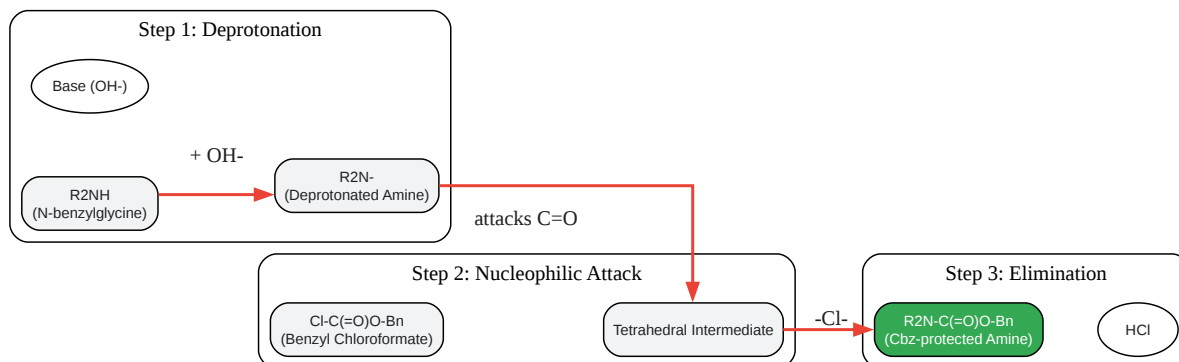 Step 1: Deprotonation
Base (OH-)
+ OH-
R2NH
(N-benzylglycine)
R2N-
(Deprotonated Amine)
attacks C=O
Step 2: Nucleophilic Attack
Cl-C(=O)O-Bn
(Benzyl Chloroformate)
Tetrahedral Intermediate
-Cl-
Step 3: Elimination
R2N-C(=O)O-Bn
(Cbz-protected Amine)
HCl